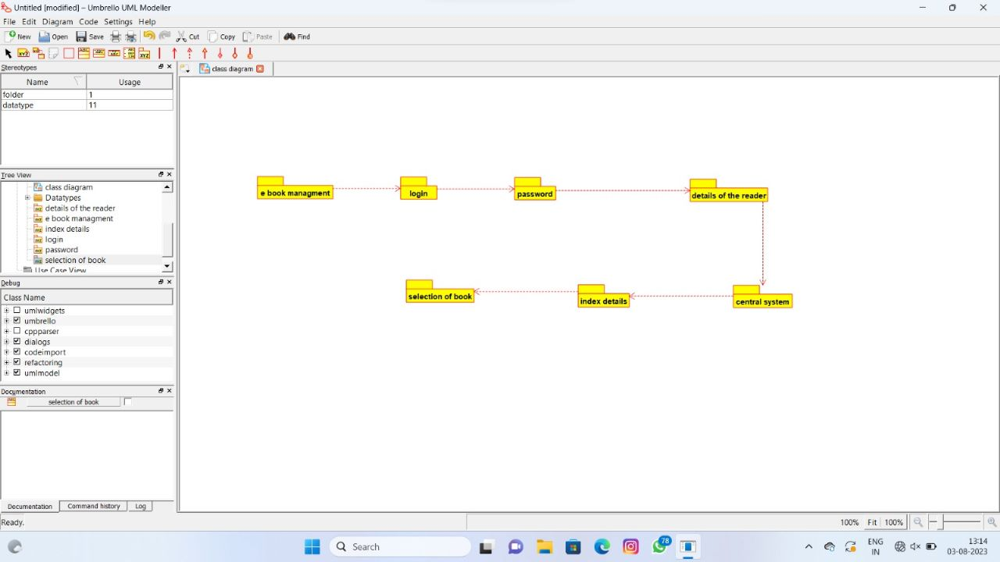 Untitled [modified] – Umbrello UML Modeller
File Edit Diagram Code Settings Help
New Open Save Cut Copy Paste Find
Stereotypes
class diagram
Name Usage
folder 1
datatype 11
Tree View
class diagram
Datatypes
details of the reader
e book managment
index details
login
password
selection of book
Use Case View
Debug
Class Name
umlwidgets
umbrello
cppparser
dialogs
codeimport
refactoring
umlmodel
Documentation
selection of book
Documentation Command history Log
e book managment
login
password
details of the reader
selection of book
index details
central system
Ready.
100% Fit 100%
Search
78
ENG
IN
13:14
03-08-2023